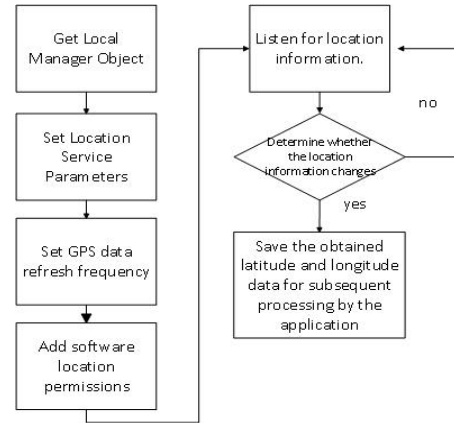 Get Local
Manager Object
Set Location
Service
Parameters
Set GPS data
refresh frequency
Add software
location
permissions
Listen for location
information.
no
Determine whether
the location
information changes
yes
Save the obtained
latitude and longitude
data for subsequent
processing by the
application